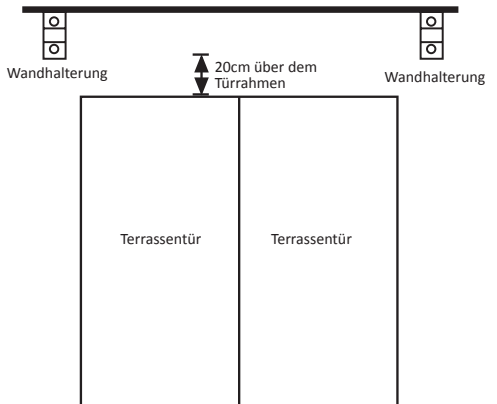 Wandhalterung
20cm über dem
Türrahmen
Wandhalterung
Terrassentür
Terrassentür